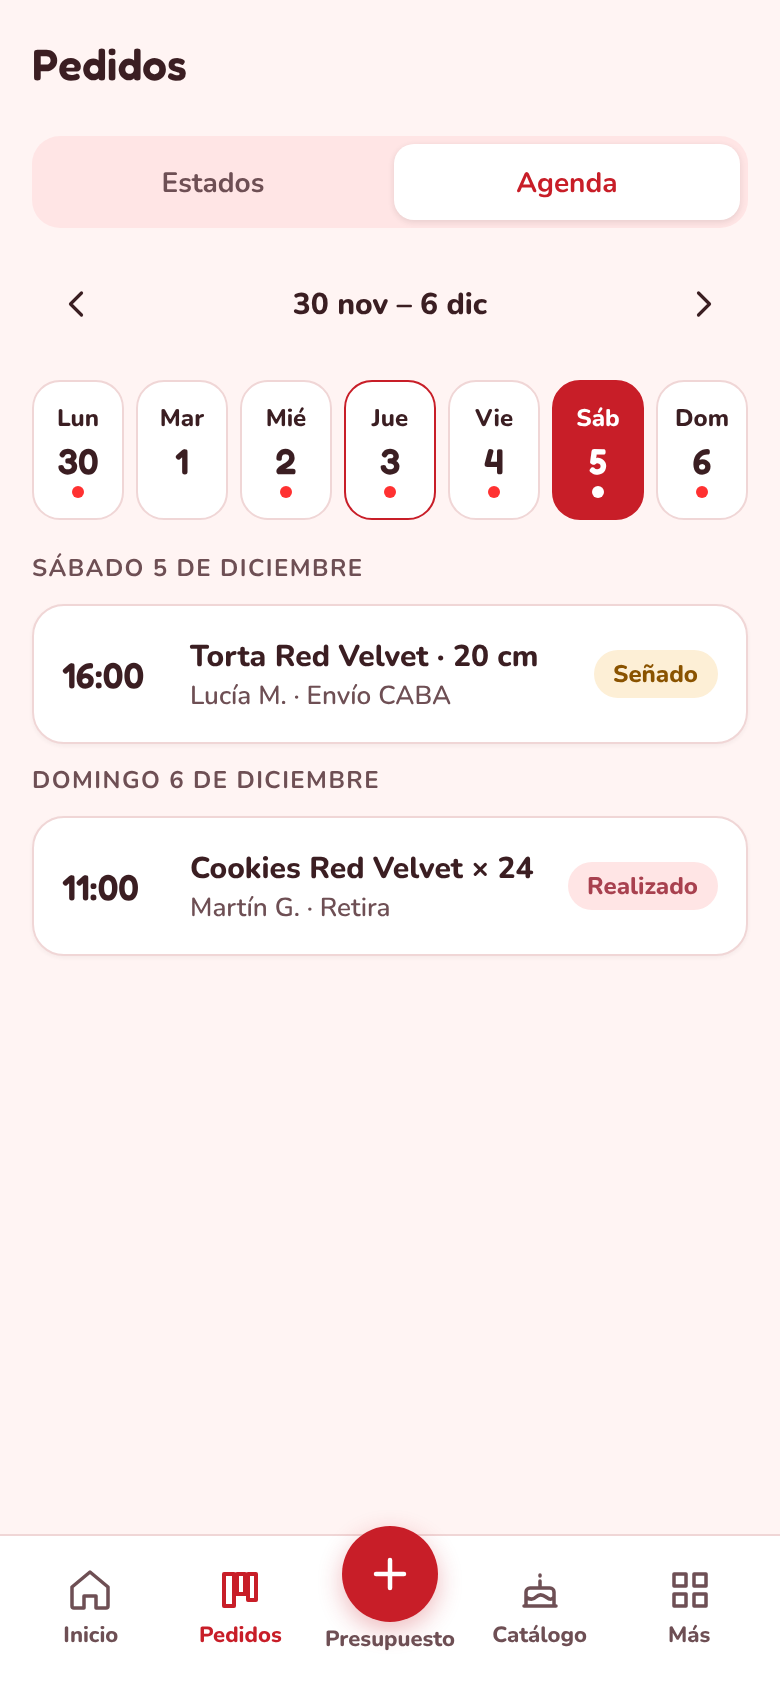 Pedidos
Estados Agenda
30 nov – 6 dic
Lun Mar Mié Jue Vie Sáb Dom
30 1 2 3 4 5 6
SÁBADO 5 DE DICIEMBRE
16:00 Torta Red Velvet · 20 cm Señado
Lucía M. · Envío CABA
DOMINGO 6 DE DICIEMBRE
11:00 Cookies Red Velvet × 24 Realizado
Martín G. · Retira
Inicio Pedidos Presupuesto Catálogo Más